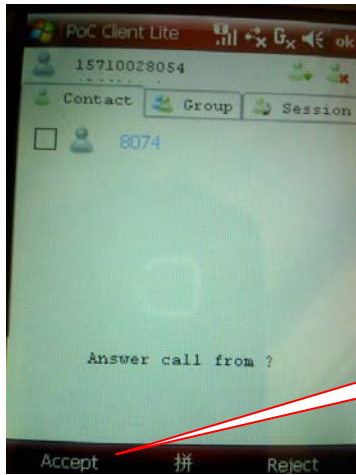 PoC Client Lite ok
15710028054
Contact Group Session
8074
Answer call from ?
Accept 拼 Reject